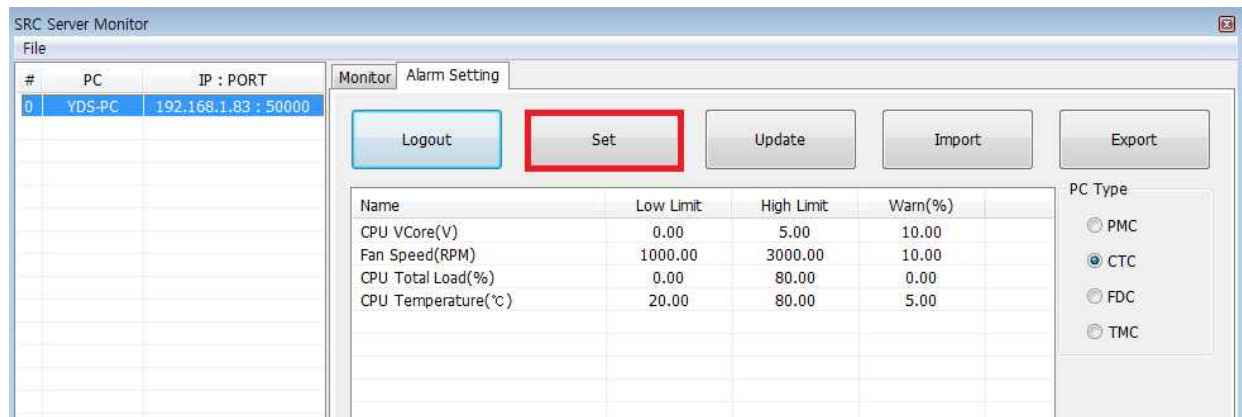 SRC Server Monitor
File
# PC IP : PORT
0 YDS-PC 192.168.1.83 : 50000
Monitor Alarm Setting
Logout Set Update Import Export
Name Low Limit High Limit Warn(%)
CPU VCore(V) 0.00 5.00 10.00
Fan Speed(RPM) 1000.00 3000.00 10.00
CPU Total Load(%) 0.00 80.00 0.00
CPU Temperature(℃) 20.00 80.00 5.00
PC Type
PMC
CTC
FDC
TMC